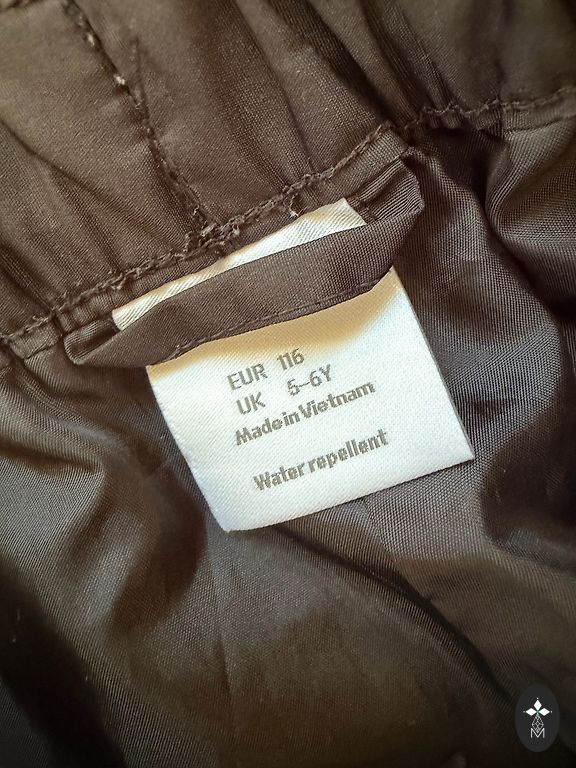 EUR 116
UK 5-6Y
Made in Vietnam
Water repellent
M